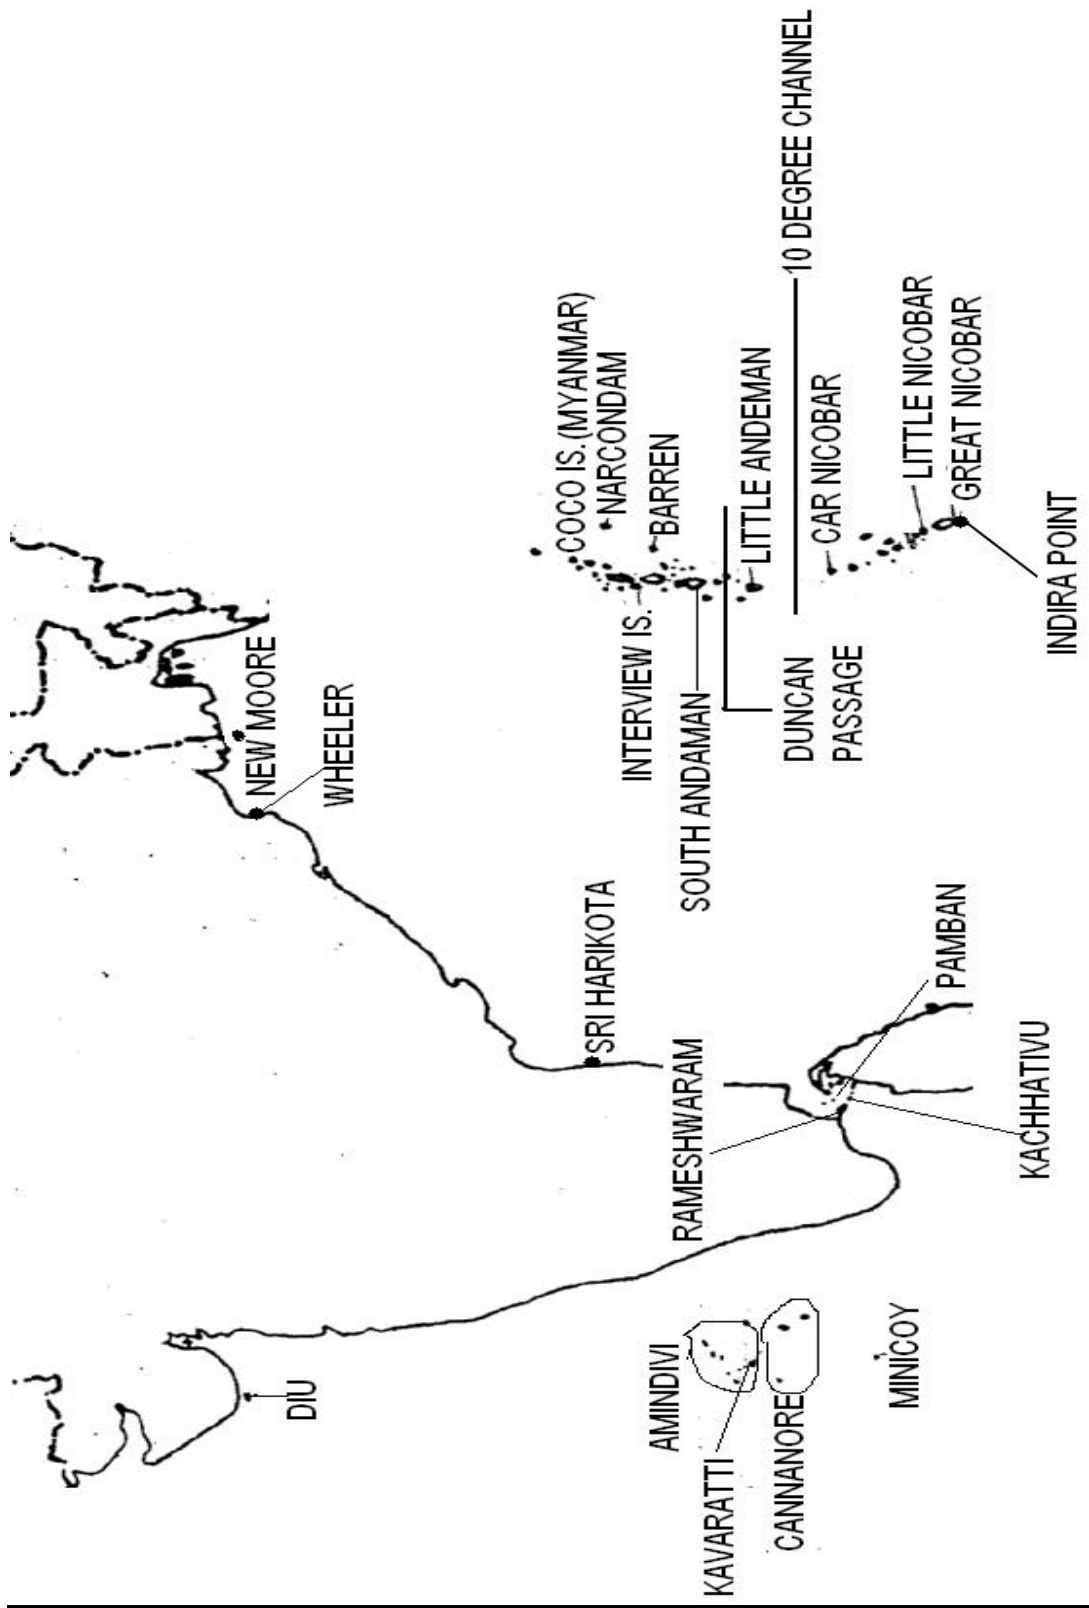 DIU
AMINDIVI
KAVARATTI
CANNANORE
MINICOY
RAMESHWARAM
KACHHATIVU
PAMBAN
SRI HARIKOTA
WHEELER
NEW MOORE
COCO IS.(MYANMAR)
NARCONDAM
BARREN
INTERVIEW IS.
SOUTH ANDAMAN
LITTLE ANDEMAN
DUNCAN
PASSAGE
10 DEGREE CHANNEL
CAR NICOBAR
LITTLE NICOBAR
GREAT NICOBAR
INDIRA POINT